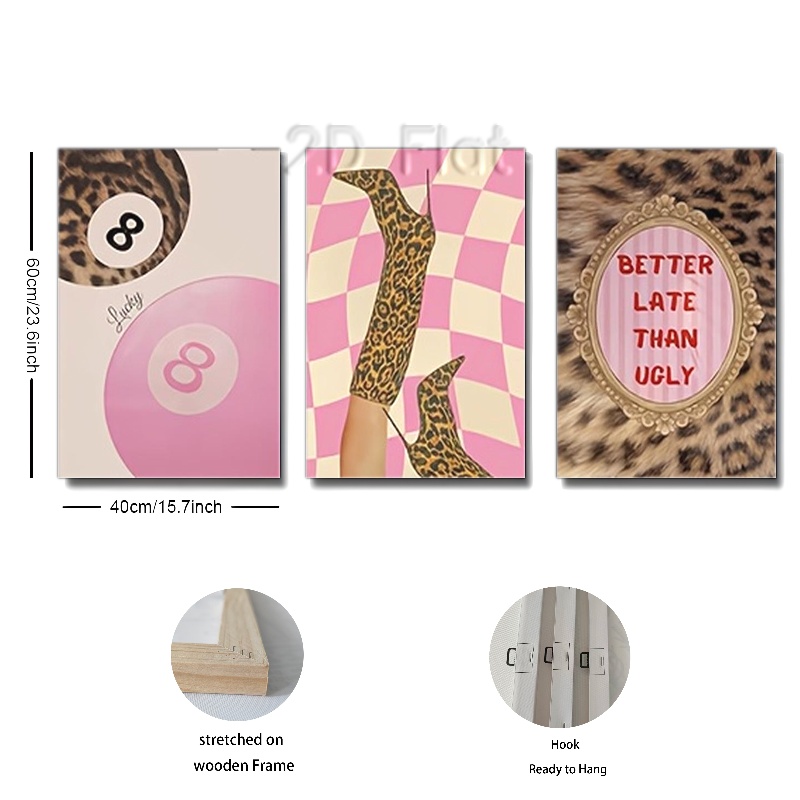 2D Flat
60cm/23.6inch
8
Lucky
8
BETTER
LATE
THAN
UGLY
40cm/15.7inch
stretched on
wooden Frame
Hook
Ready to Hang